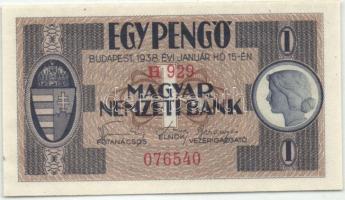 EGY PENGŐ
BUDAPEST, 1938. ÉVI JANUÁR HÓ 15-ÉN
H 929
1 1
MAGYAR
NEMZETI BANK
FŐTANÁCSOS ELNÖK VEZÉRIGAZGATÓ
076540
1